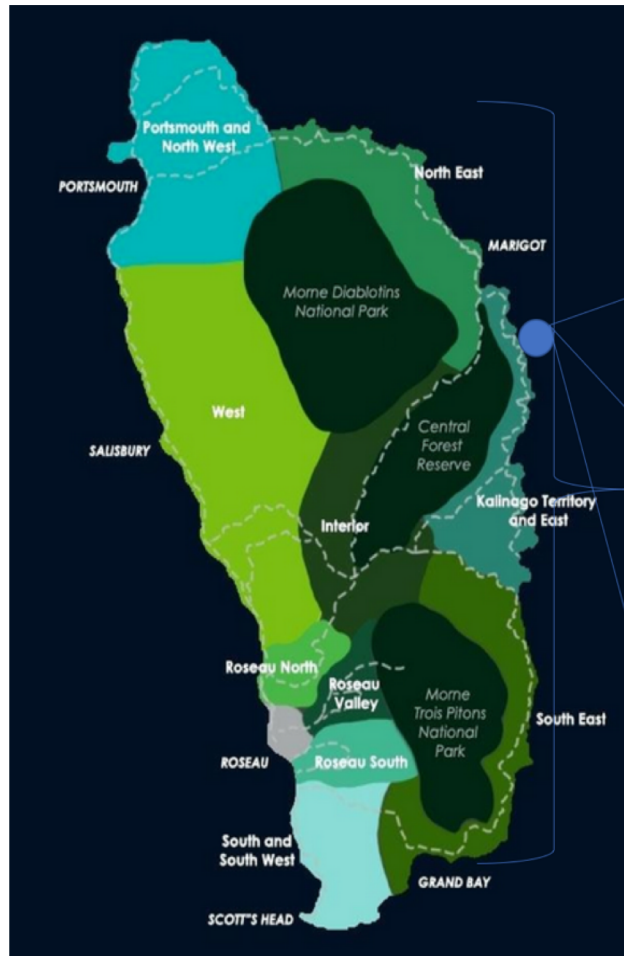 Portsmouth and
North West
North East
PORTSMOUTH
MARIGOT
Morne Diablotins
National Park
West
Central
Forest
Reserve
SALISBURY
Kalinago Territory
and East
Interior
Roseau North
Roseau
Valley
Morne
Trois Pitons
National
Park
South East
ROSEAU
Roseau South
South and
South West
GRAND BAY
SCOTT"S HEAD